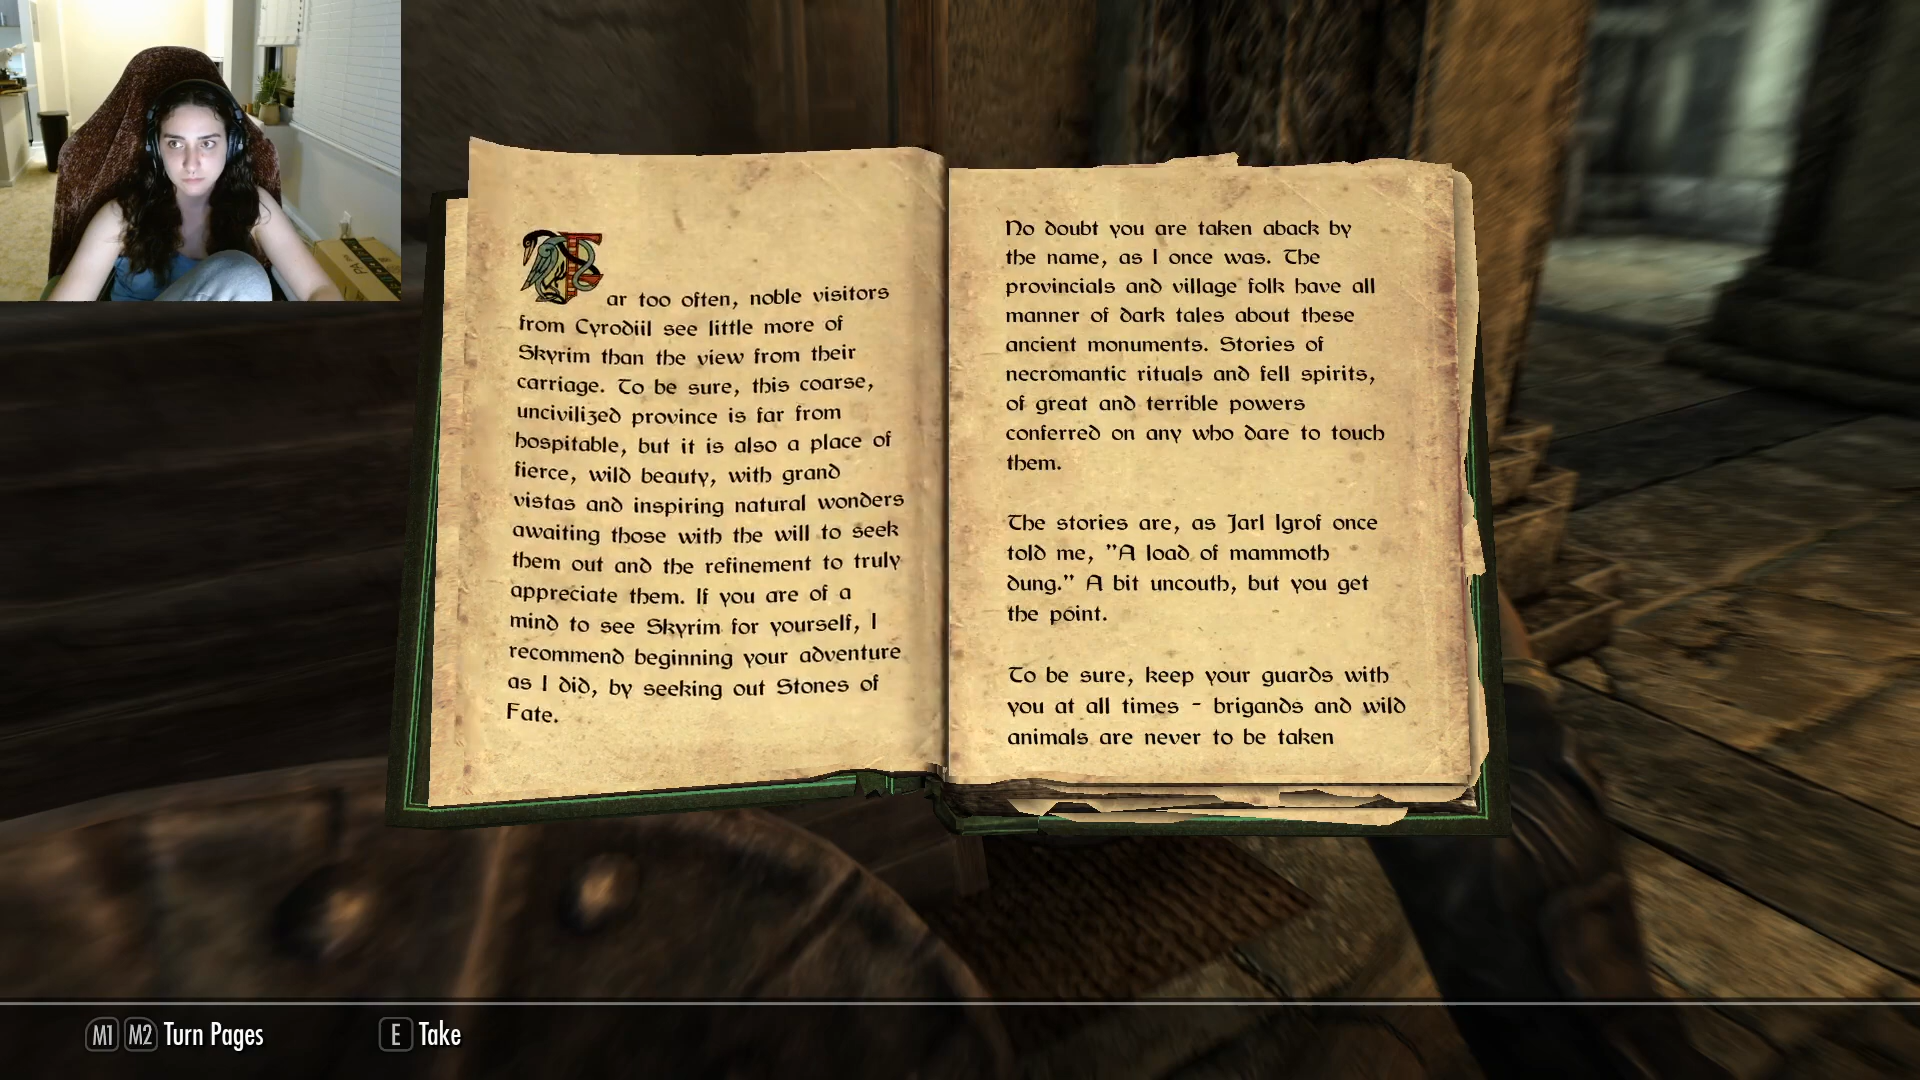 Far too often, noble visitors
from Cyrodiil see little more of
Skyrim than the view from their
carriage. To be sure, this coarse,
uncivilized province is far from
hospitable, but it is also a place of
fierce, wild beauty, with grand
vistas and inspiring natural wonders
awaiting those with the will to seek
them out and the refinement to truly
appreciate them. If you are of a
mind to see Skyrim for yourself, I
recommend beginning your adventure
as I did, by seeking out Stones of
Fate.
No doubt you are taken aback by
the name, as I once was. The
provincials and village folk have all
manner of dark tales about these
ancient monuments. Stories of
necromantic rituals and fell spirits,
of great and terrible powers
conferred on any who dare to touch
them.
The stories are, as Jarl Igrof once
told me, "A load of mammoth
dung." A bit uncouth, but you get
the point.
To be sure, keep your guards with
you at all times - brigands and wild
animals are never to be taken
M1 M2 Turn Pages
E Take